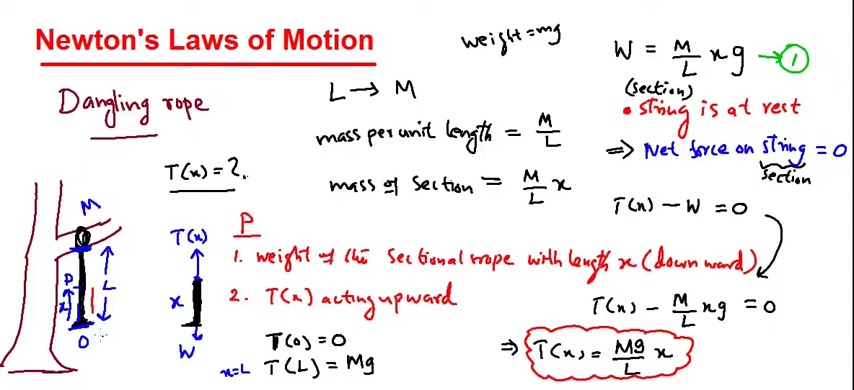 Newton's Laws of Motion
Dangling rope
T(x) = ?
M
P
x
L
O
T(x)
x
W
weight = mg
L → M
mass per unit length = M/L
mass of section = M/L x
W = M/L x g → 1
(section)
• string is at rest
⇒ Net force on string = 0
section
T(x) - W = 0
P
1. weight of the sectional rope with length x (downward)
2. T(x) acting upward
T(x) - M/L xg = 0
T(0) = 0
x=L T(L) = Mg
⇒ T(x) = Mg/L x